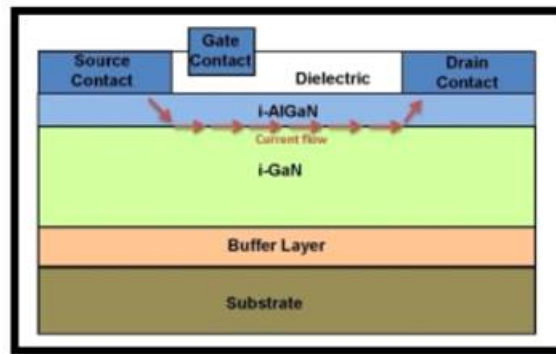 Source
Contact
Gate
Contact
Dielectric
Drain
Contact
i-AlGaN
Current flow
i-GaN
Buffer Layer
Substrate